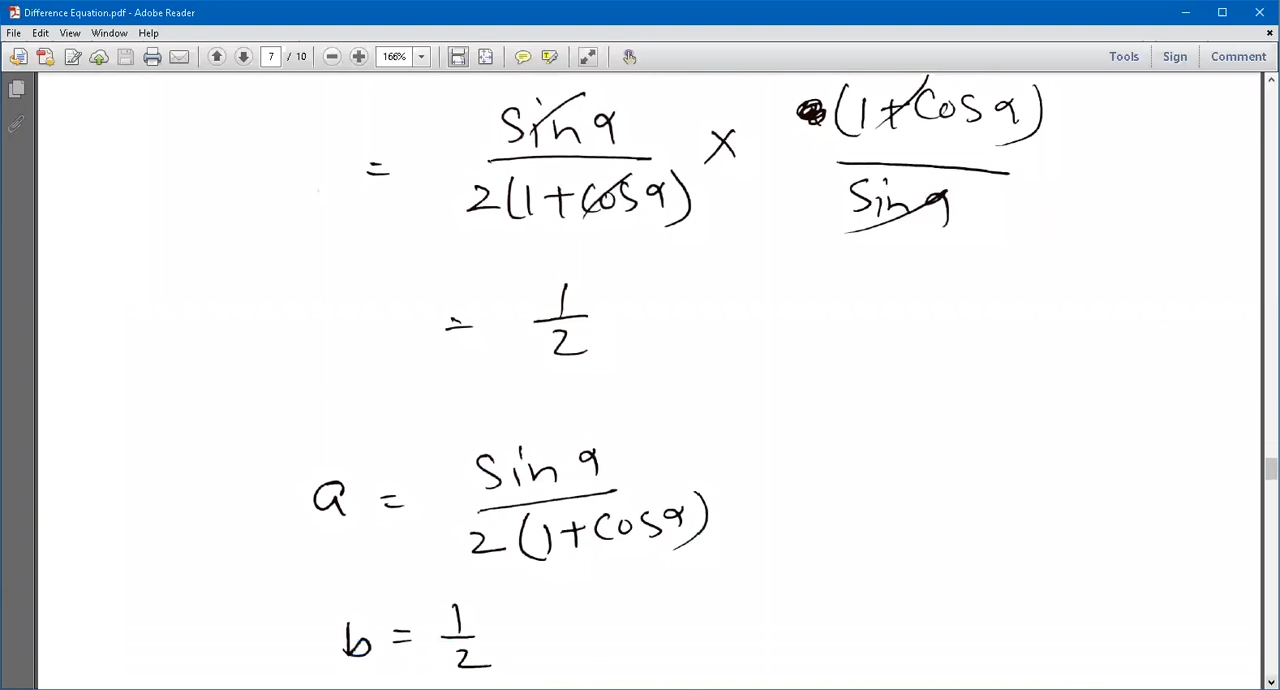 Difference Equation.pdf - Adobe Reader
File Edit View Window Help
7 / 10 166% Tools Sign Comment
= sin α / 2(1+cos α) × (1+cos α) / sin α
= 1/2
a = sin α / 2(1+cos α)
b = 1/2